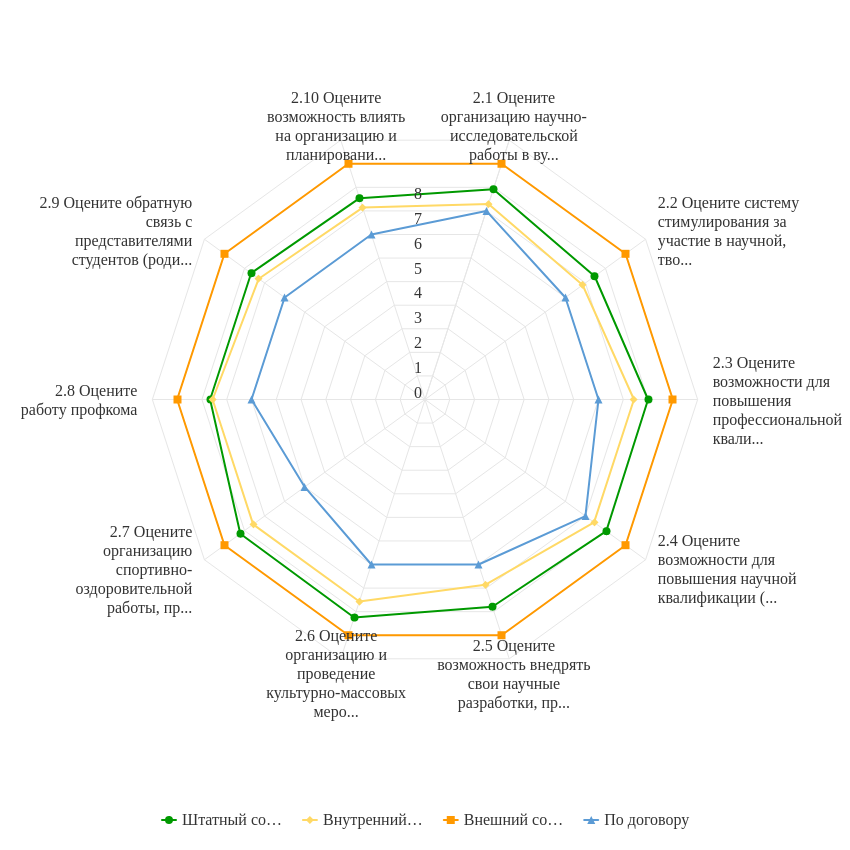 2.10 Оцените
возможность влиять
на организацию и
планировани...
2.1 Оцените
организацию научно-
исследовательской
работы в ву...
2.9 Оцените обратную
связь с
представителями
студентов (роди...
2.2 Оцените систему
стимулирования за
участие в научной,
тво...
8
7
6
5
4
3
2
1
0
2.8 Оцените
работу профкома
2.3 Оцените
возможности для
повышения
профессиональной
квали...
2.7 Оцените
организацию
спортивно-
оздоровительной
работы, пр...
2.4 Оцените
возможности для
повышения научной
квалификации (...
2.6 Оцените
организацию и
проведение
культурно-массовых
меро...
2.5 Оцените
возможность внедрять
свои научные
разработки, пр...
Штатный со… Внутренний… Внешний со… По договору